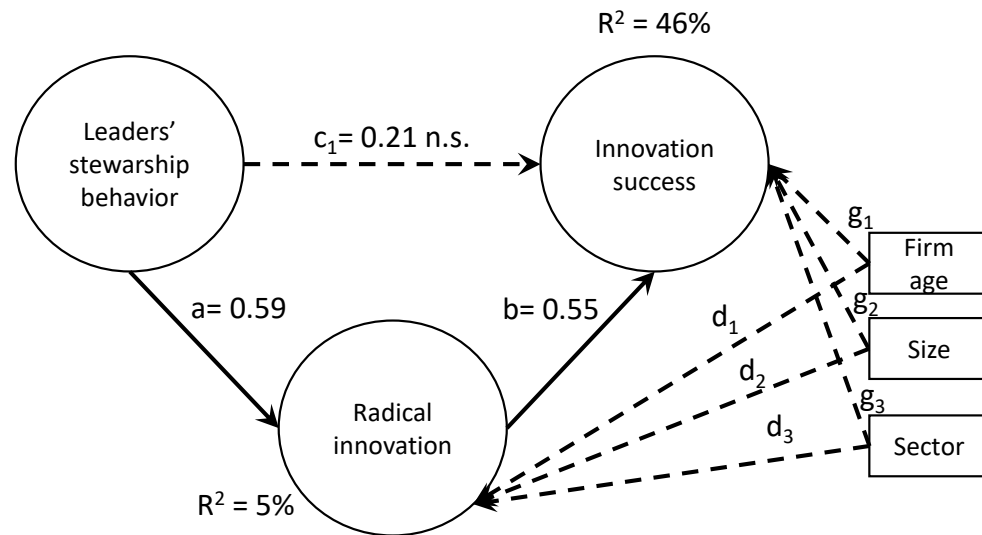 R² = 46%
Leaders’
stewarship
behavior
c₁= 0.21 n.s.
Innovation
success
g₁
Firm
age
a= 0.59
b= 0.55
d₁
g₂
Size
d₂
g₃
Radical
innovation
d₃
Sector
R² = 5%